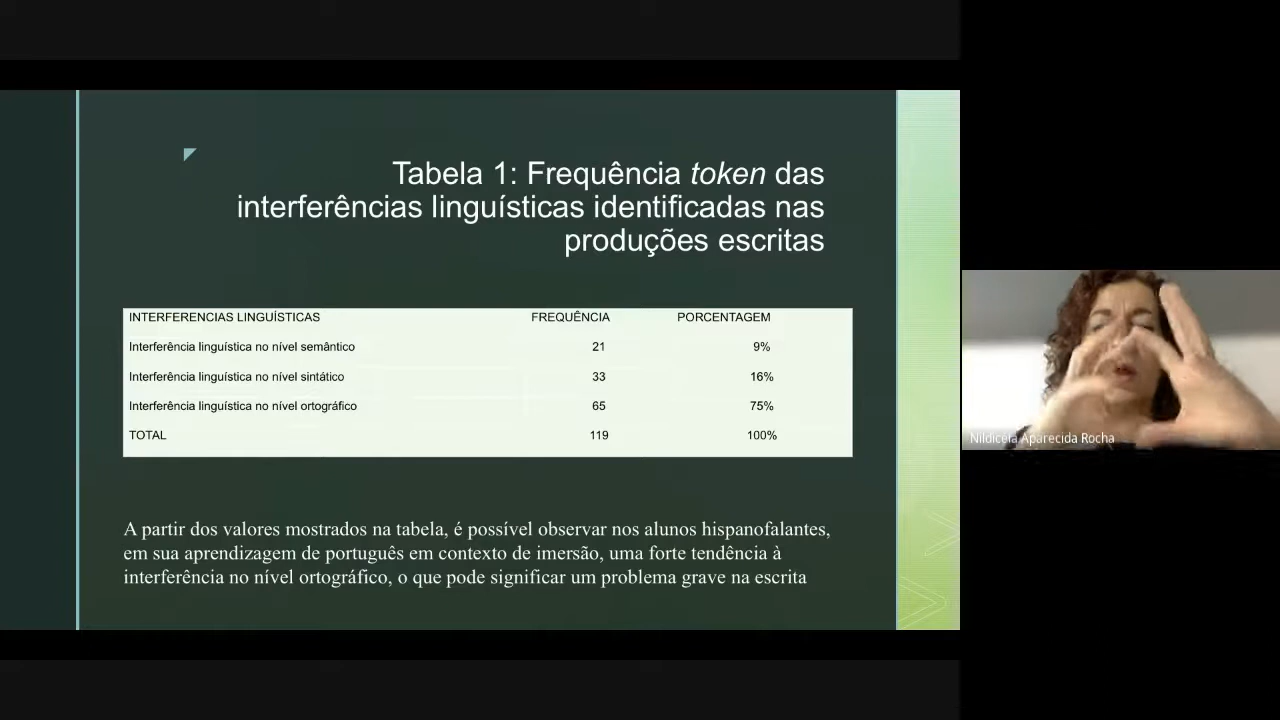 Tabela 1: Frequência token das
interferências linguísticas identificadas nas
produções escritas
INTERFERENCIAS LINGUÍSTICAS FREQUÊNCIA PORCENTAGEM
Interferência linguística no nível semântico 21 9%
Interferência linguística no nível sintático 33 16%
Interferência linguística no nível ortográfico 65 75%
TOTAL 119 100%
A partir dos valores mostrados na tabela, é possível observar nos alunos hispanofalantes,
em sua aprendizagem de português em contexto de imersão, uma forte tendência à
interferência no nível ortográfico, o que pode significar um problema grave na escrita
Nildicéia Aparecida Rocha